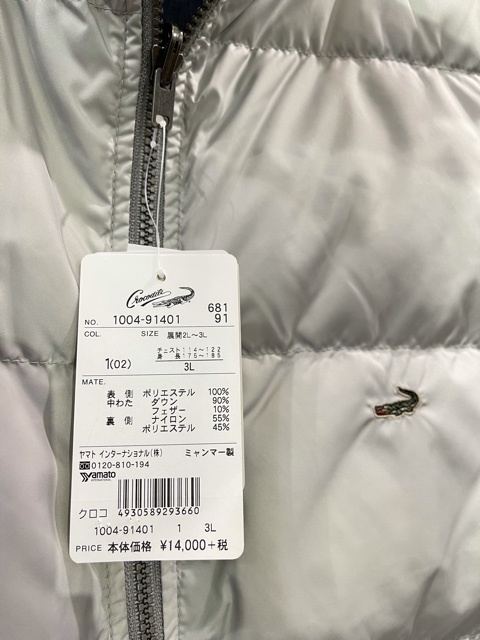 Crocodile
681
NO. 1004-91401 91
COL. SIZE 展開2L〜3L
チェスト114〜122
1(02) 身長175〜185
3L
MATE.
表側 ポリエステル 100%
中わた ダウン 90%
フェザー 10%
裏側 ナイロン 55%
ポリエステル 45%
ヤマト インターナショナル(株) ミャンマー製
0120-810-194
yamato
INTERNATIONAL
クロコ 4930589293660
1004-91401 1 3L
PRICE 本体価格 ¥14,000+税